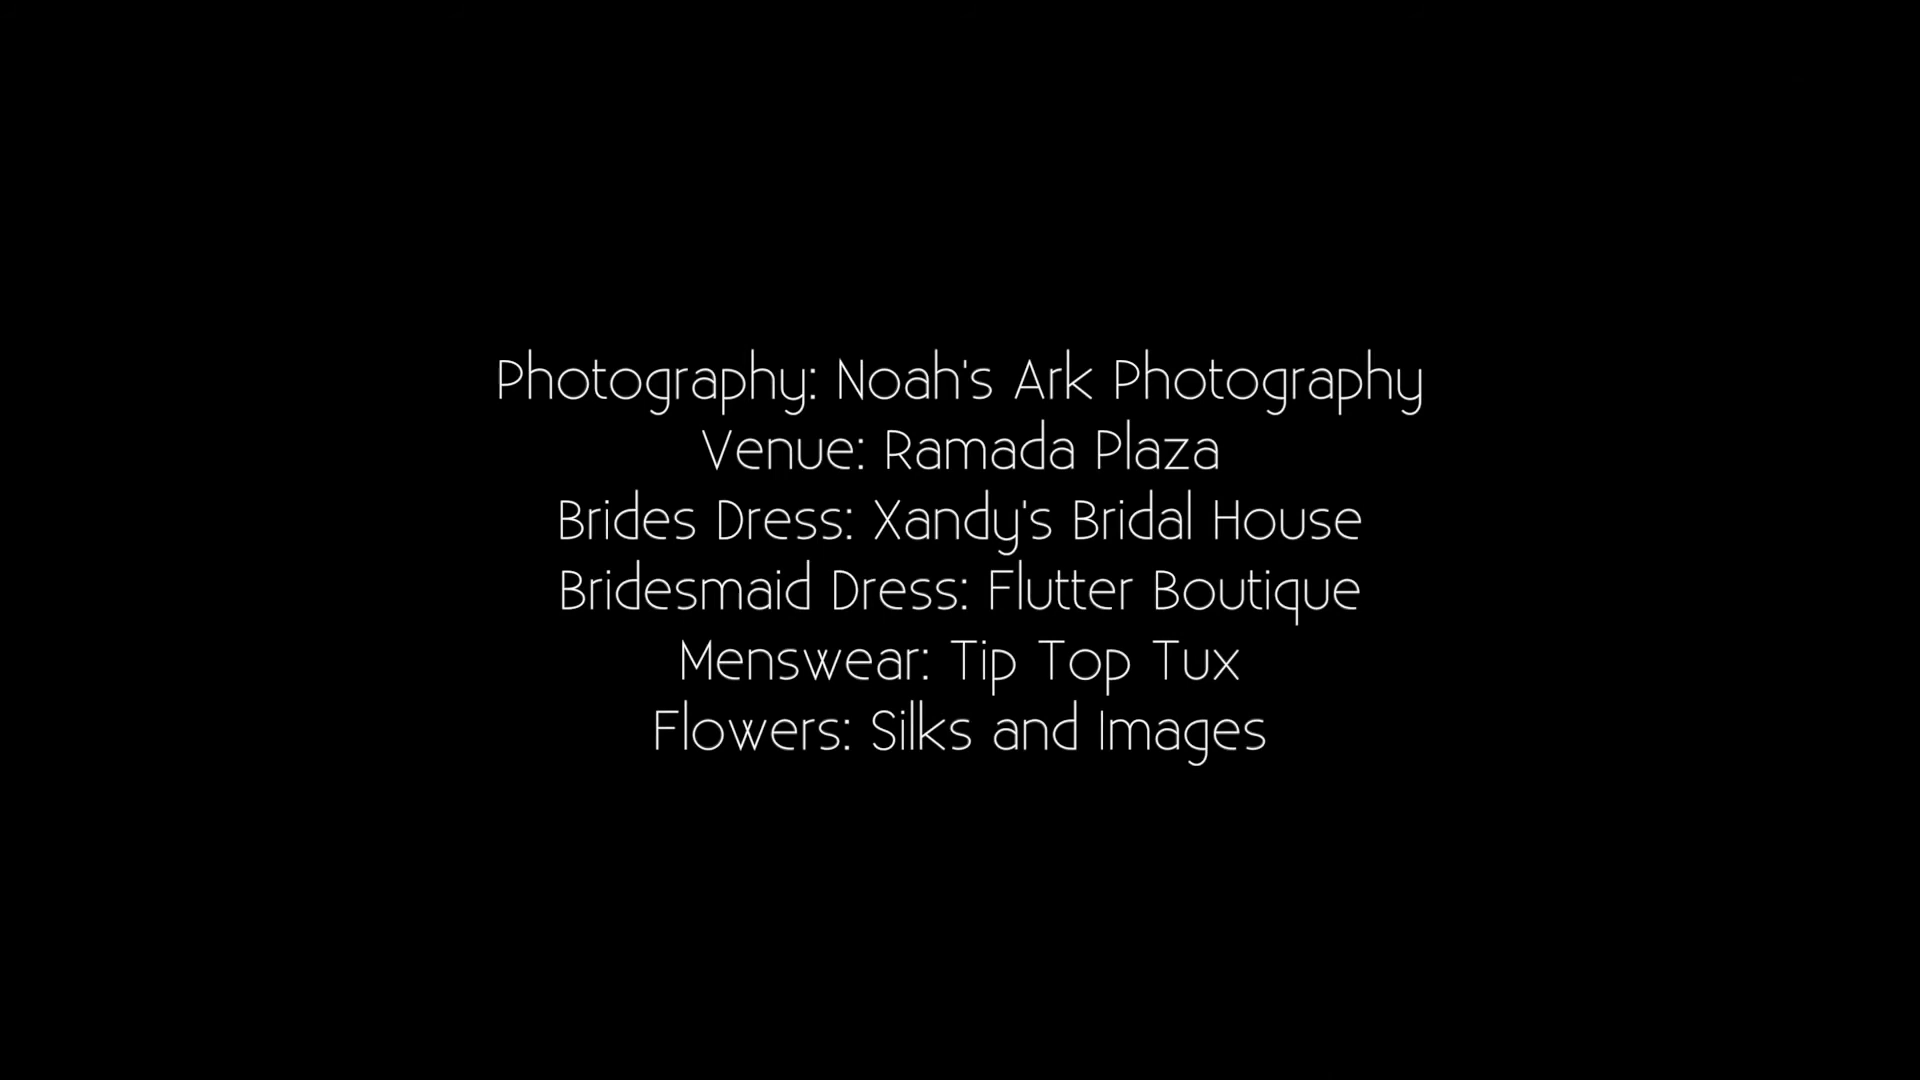 Photography: Noah's Ark Photography
Venue: Ramada Plaza
Brides Dress: Xandy's Bridal House
Bridesmaid Dress: Flutter Boutique
Menswear: Tip Top Tux
Flowers: Silks and Images